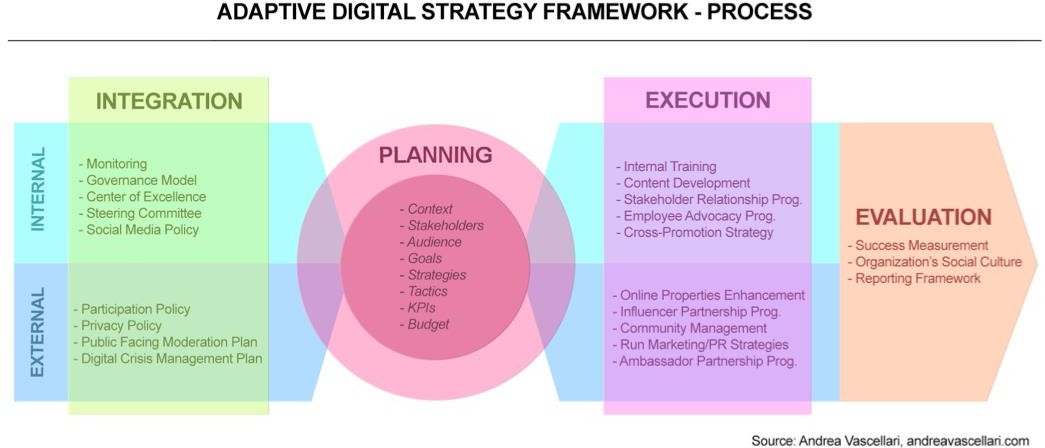 ADAPTIVE DIGITAL STRATEGY FRAMEWORK - PROCESS
INTEGRATION
INTERNAL
- Monitoring
- Governance Model
- Center of Excellence
- Steering Committee
- Social Media Policy
EXTERNAL
- Participation Policy
- Privacy Policy
- Public Facing Moderation Plan
- Digital Crisis Management Plan
PLANNING
- Context
- Stakeholders
- Audience
- Goals
- Strategies
- Tactics
- KPIs
- Budget
EXECUTION
- Internal Training
- Content Development
- Stakeholder Relationship Prog.
- Employee Advocacy Prog.
- Cross-Promotion Strategy
- Online Properties Enhancement
- Influencer Partnership Prog.
- Community Management
- Run Marketing/PR Strategies
- Ambassador Partnership Prog.
EVALUATION
- Success Measurement
- Organization's Social Culture
- Reporting Framework
Source: Andrea Vascellari, andreavascellari.com